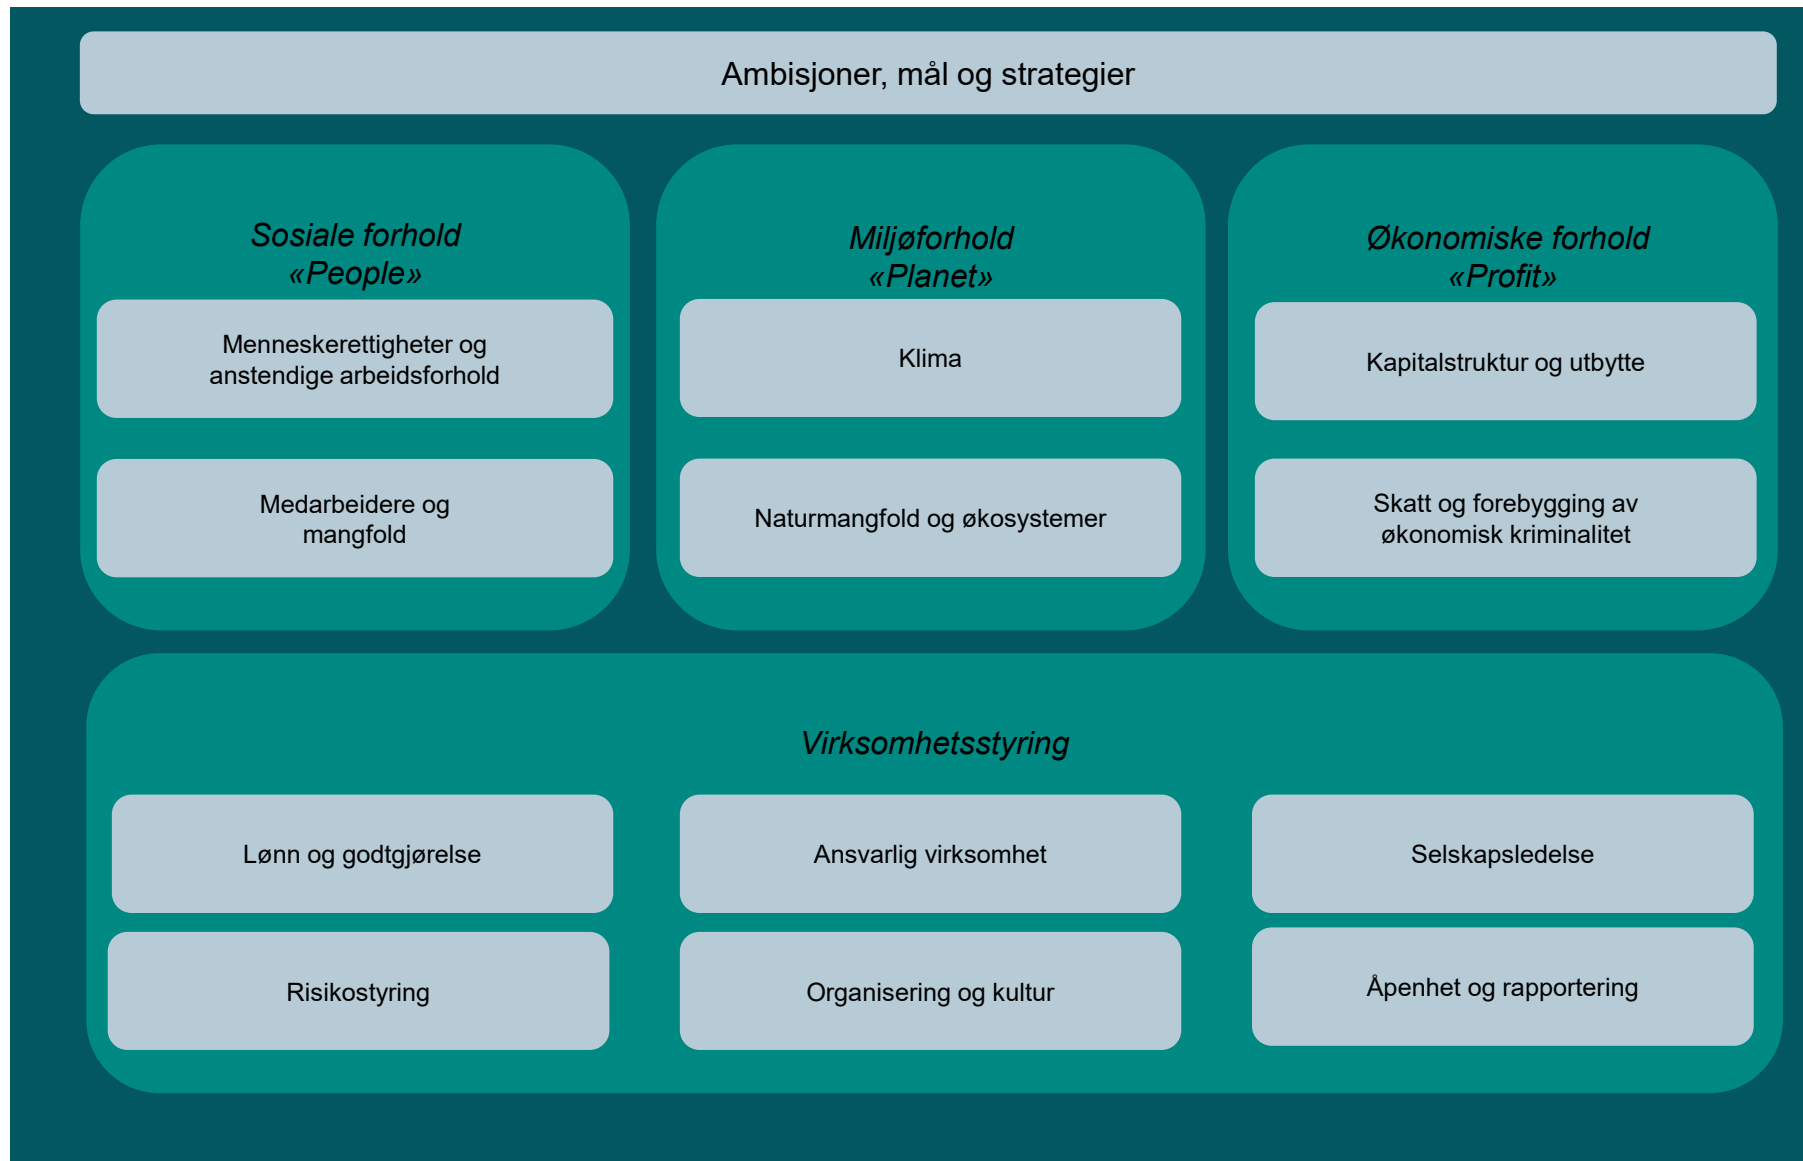 Ambisjoner, mål og strategier
Sosiale forhold
«People»
Menneskerettigheter og
anstendige arbeidsforhold
Medarbeidere og
mangfold
Miljøforhold
«Planet»
Klima
Naturmangfold og økosystemer
Økonomiske forhold
«Profit»
Kapitalstruktur og utbytte
Skatt og forebygging av
økonomisk kriminalitet
Virksomhetsstyring
Lønn og godtgjørelse
Ansvarlig virksomhet
Selskapsledelse
Risikostyring
Organisering og kultur
Åpenhet og rapportering